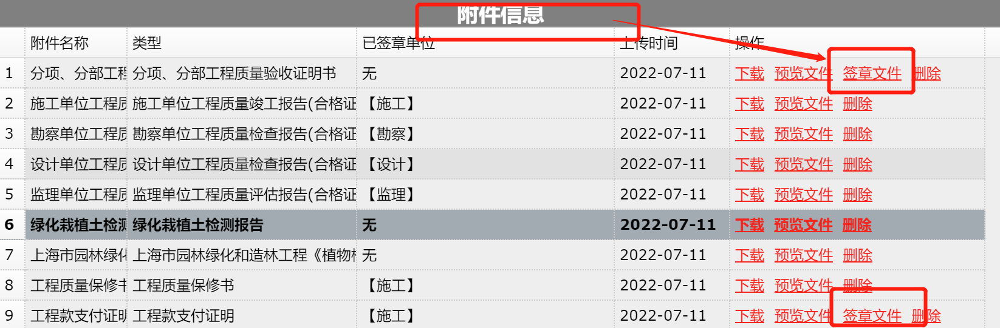 附件信息
附件名称 类型 已签章单位 上传时间 操作
1 分项、分部工程 分项、分部工程质量验收证明书 无 2022-07-11 下载 预览文件 签章文件 删除
2 施工单位工程质 施工单位工程质量竣工报告(合格证 【施工】 2022-07-11 下载 预览文件 删除
3 勘察单位工程质 勘察单位工程质量检查报告(合格证 【勘察】 2022-07-11 下载 预览文件 删除
4 设计单位工程质 设计单位工程质量检查报告(合格证 【设计】 2022-07-11 下载 预览文件 删除
5 监理单位工程质 监理单位工程质量评估报告(合格证 【监理】 2022-07-11 下载 预览文件 删除
6 绿化栽植土检测 绿化栽植土检测报告 无 2022-07-11 下载 预览文件 删除
7 上海市园林绿化 上海市园林绿化和造林工程《植物检 无 2022-07-11 下载 预览文件 删除
8 工程质量保修书 工程质量保修书 【施工】 2022-07-11 下载 预览文件 删除
9 工程款支付证明 工程款支付证明 【施工】 2022-07-11 下载 预览文件 签章文件 删除